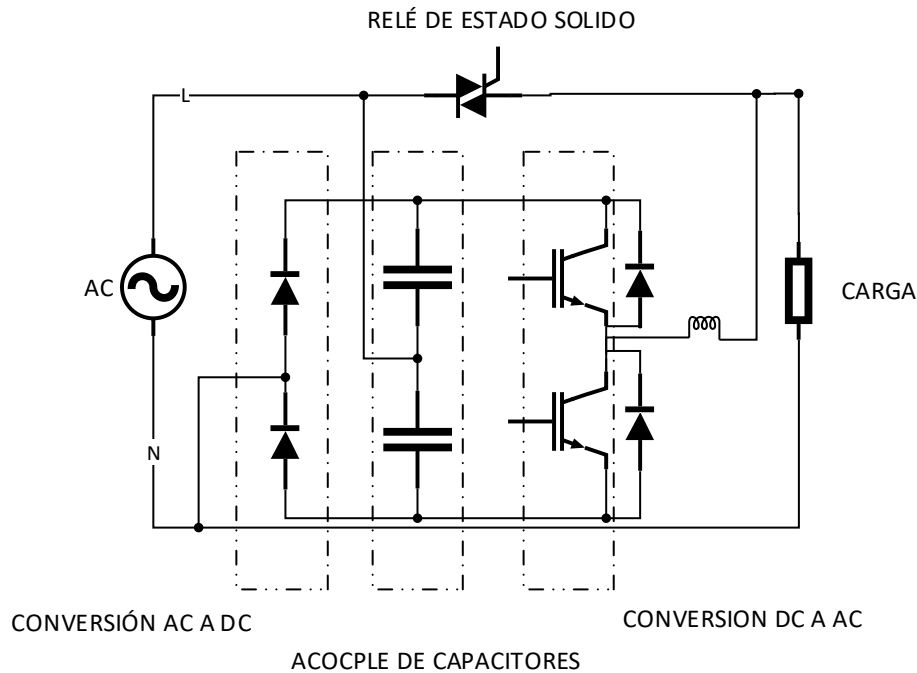 RELÉ DE ESTADO SOLIDO
L
AC
CARGA
N
CONVERSIÓN AC A DC
CONVERSION DC A AC
ACOCPLE DE CAPACITORES